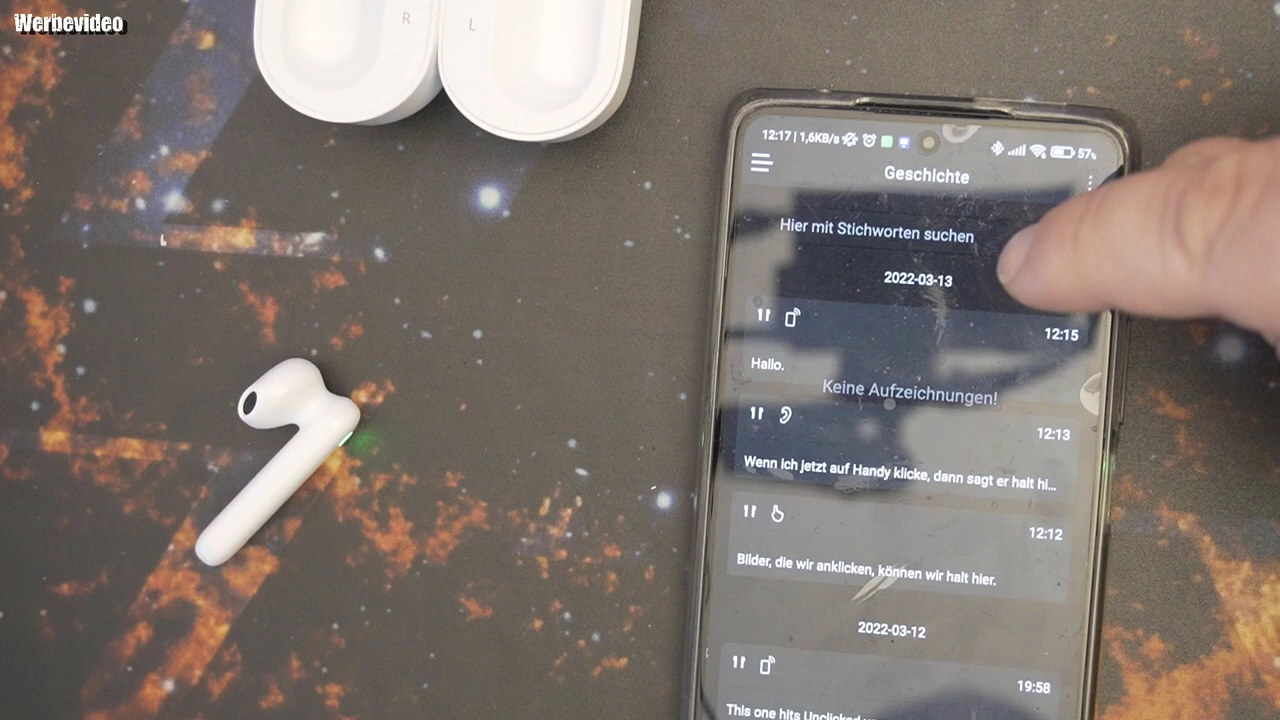 Werbevideo
R
L
12:17 | 1,6KB/s
57%
Geschichte
Hier mit Stichworten suchen
2022-03-13
12:15
Hallo.
Keine Aufzeichnungen!
12:13
Wenn ich jetzt auf Handy klicke, dann sagt er halt hi...
12:12
Bilder, die wir anklicken, können wir halt hier.
2022-03-12
19:58
This one hits Unclicked